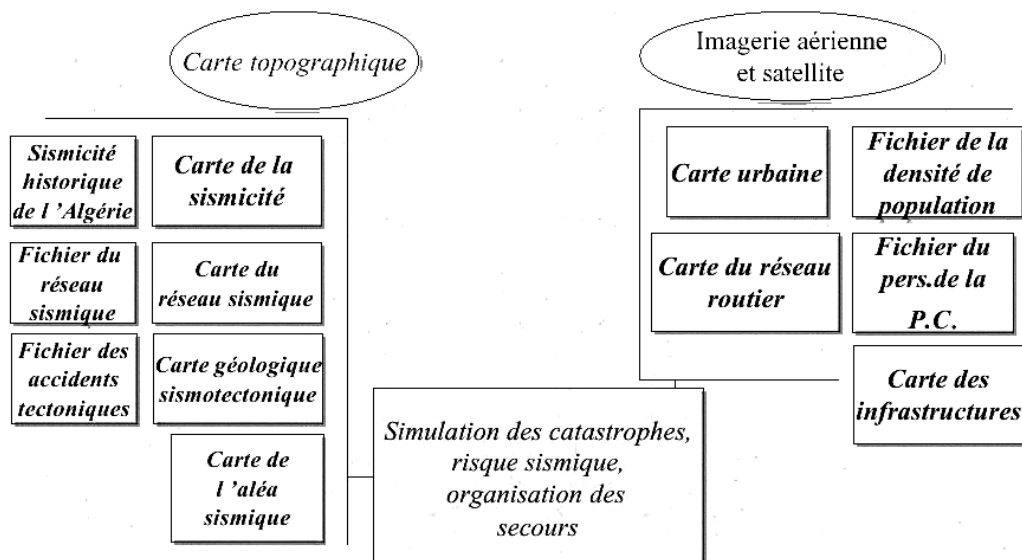 Carte topographique
Imagerie aérienne
et satellite
Sismicité
historique
de l ’Algérie
Carte de la
sismicité
Fichier du
réseau
sismique
Carte du
réseau sismique
Fichier des
accidents
tectoniques
Carte géologique
sismotectonique
Carte de
l ’aléa
sismique
Carte urbaine
Fichier de la
densité de
population
Carte du réseau
routier
Fichier du
pers.de la
P.C.
Carte des
infrastructures
Simulation des catastrophes,
risque sismique,
organisation des
secours